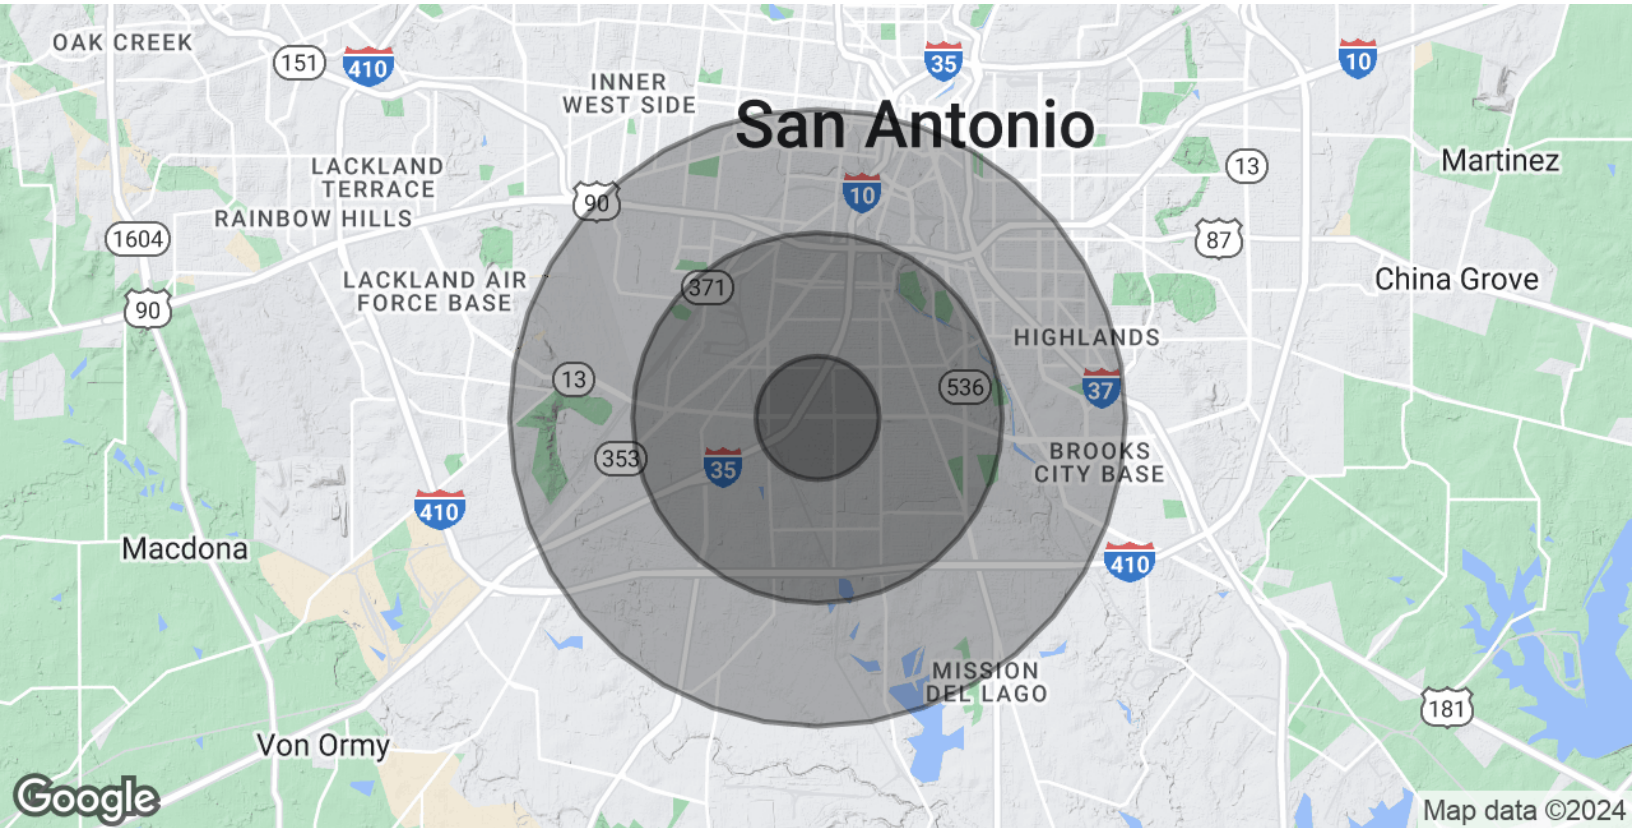 OAK CREEK
151
410
35
10
INNER
WEST SIDE
San Antonio
LACKLAND
TERRACE
13
Martinez
90
10
RAINBOW HILLS
1604
87
LACKLAND AIR
FORCE BASE
371
China Grove
90
HIGHLANDS
13
536
37
353
35
BROOKS
CITY BASE
410
Macdona
410
MISSION
DEL LAGO
181
Von Ormy
Google
Map data ©2024